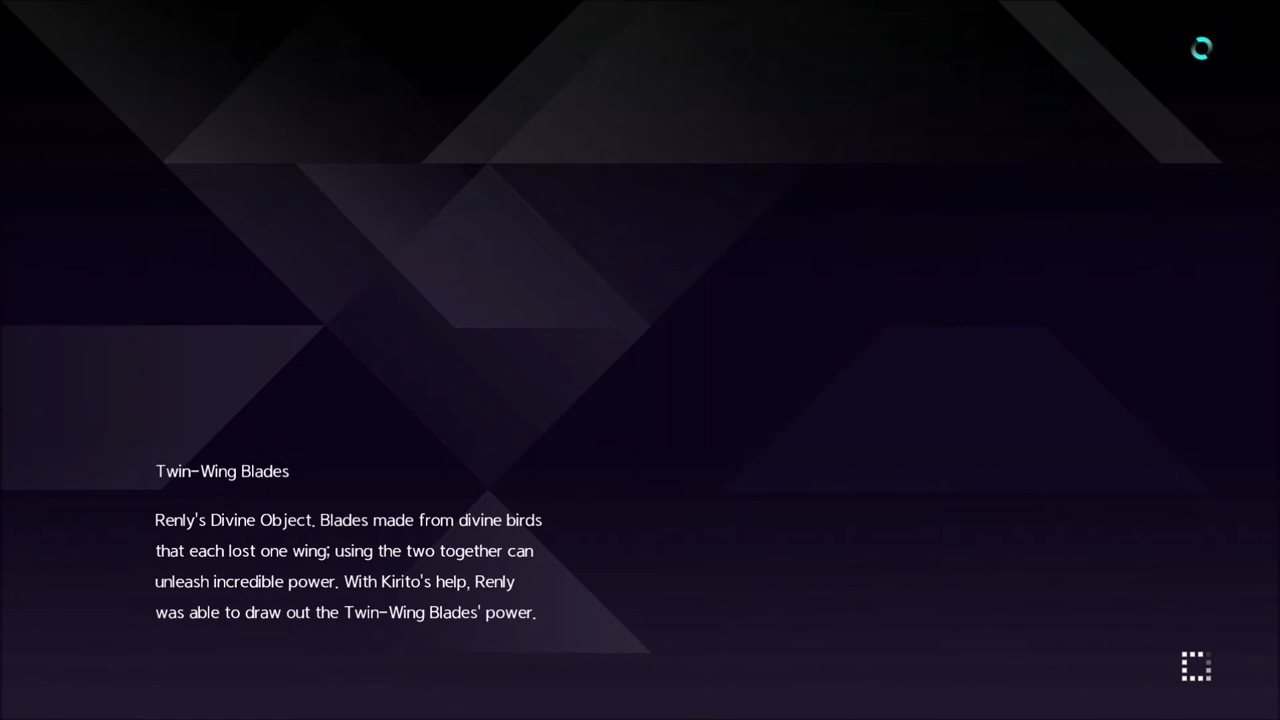 Twin-Wing Blades
Renly's Divine Object. Blades made from divine birds
that each lost one wing; using the two together can
unleash incredible power. With Kirito's help, Renly
was able to draw out the Twin-Wing Blades' power.